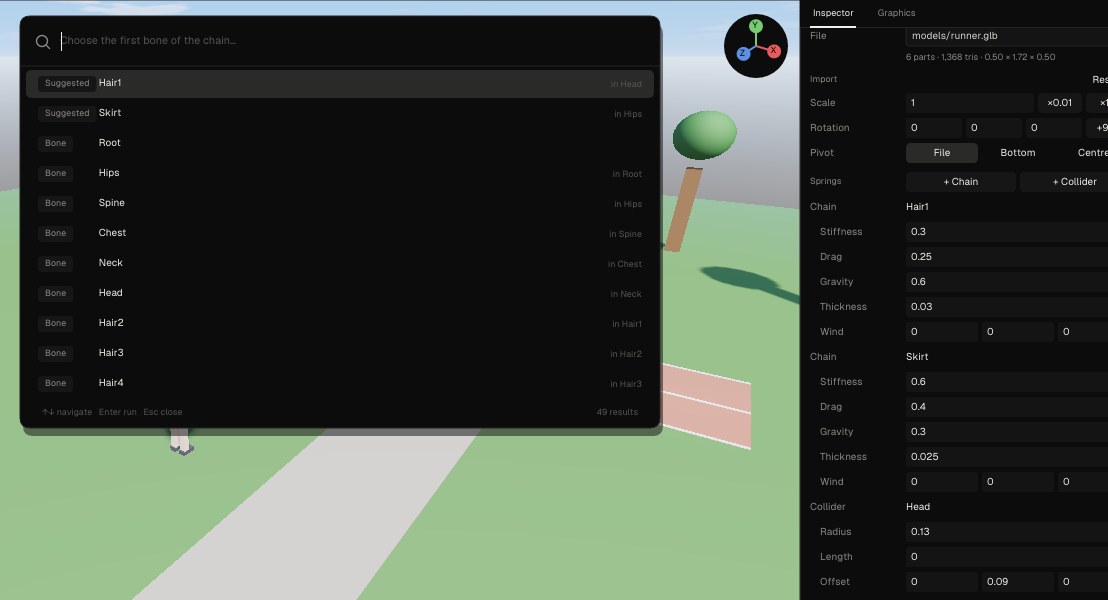 Choose the first bone of the chain...
Suggested Hair1 in Head
Suggested Skirt in Hips
Bone Root
Bone Hips in Root
Bone Spine in Hips
Bone Chest in Spine
Bone Neck in Chest
Bone Head in Neck
Bone Hair2 in Hair1
Bone Hair3 in Hair2
Bone Hair4 in Hair3
↑↓ navigate Enter run Esc close 49 results
Y
X
Z
Inspector Graphics
File models/runner.glb
6 parts · 1,368 tris · 0.50 × 1.72 × 0.50
Import Res
Scale 1 ×0.01 ×1
Rotation 0 0 0 +9
Pivot File Bottom Centre
Springs + Chain + Collider
Chain Hair1
Stiffness 0.3
Drag 0.25
Gravity 0.6
Thickness 0.03
Wind 0 0 0
Chain Skirt
Stiffness 0.6
Drag 0.4
Gravity 0.3
Thickness 0.025
Wind 0 0 0
Collider Head
Radius 0.13
Length 0
Offset 0 0.09 0